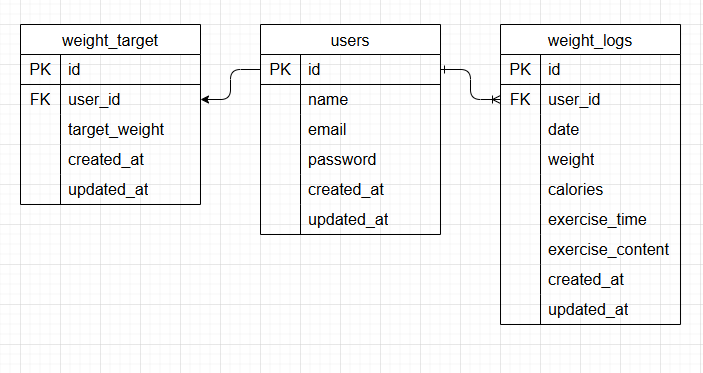 weight_target
PK id
FK user_id
target_weight
created_at
updated_at
users
PK id
name
email
password
created_at
updated_at
weight_logs
PK id
FK user_id
date
weight
calories
exercise_time
exercise_content
created_at
updated_at